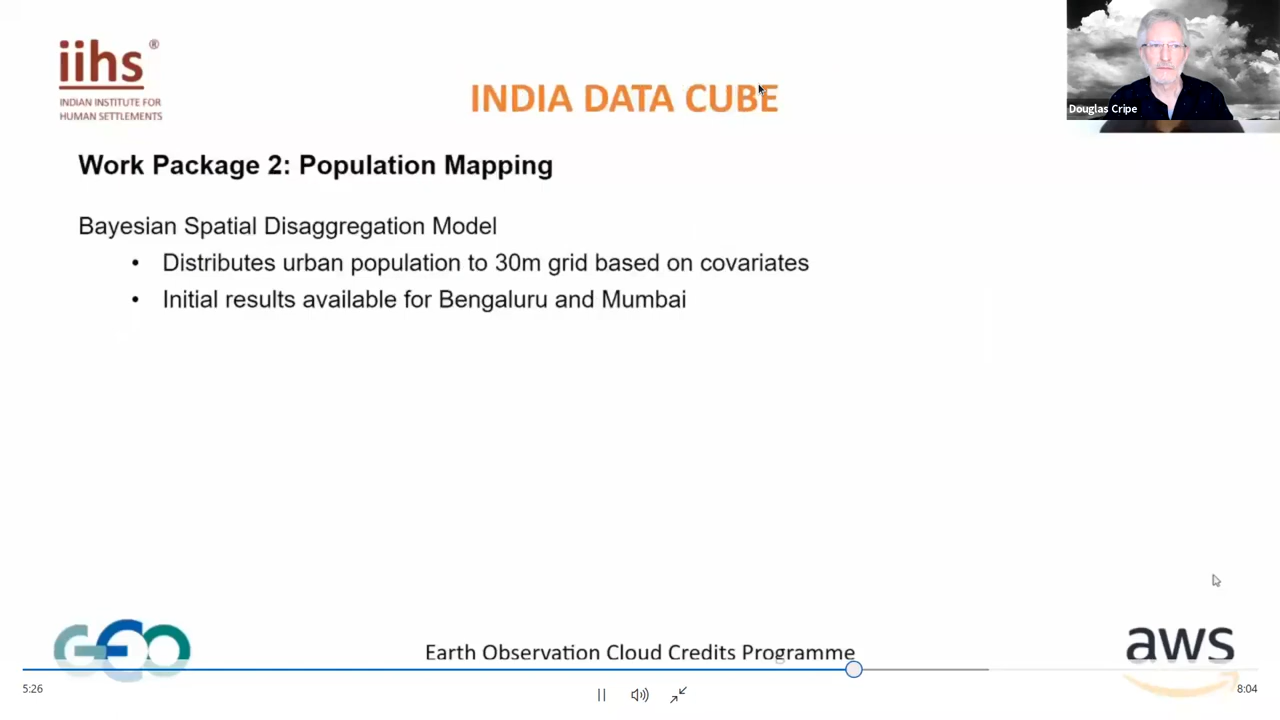 iihs®
INDIAN INSTITUTE FOR
HUMAN SETTLEMENTS
INDIA DATA CUBE
Douglas Cripe
Work Package 2: Population Mapping
Bayesian Spatial Disaggregation Model
• Distributes urban population to 30m grid based on covariates
• Initial results available for Bengaluru and Mumbai
GEO
Earth Observation Cloud Credits Programme
aws
5:26
8:04